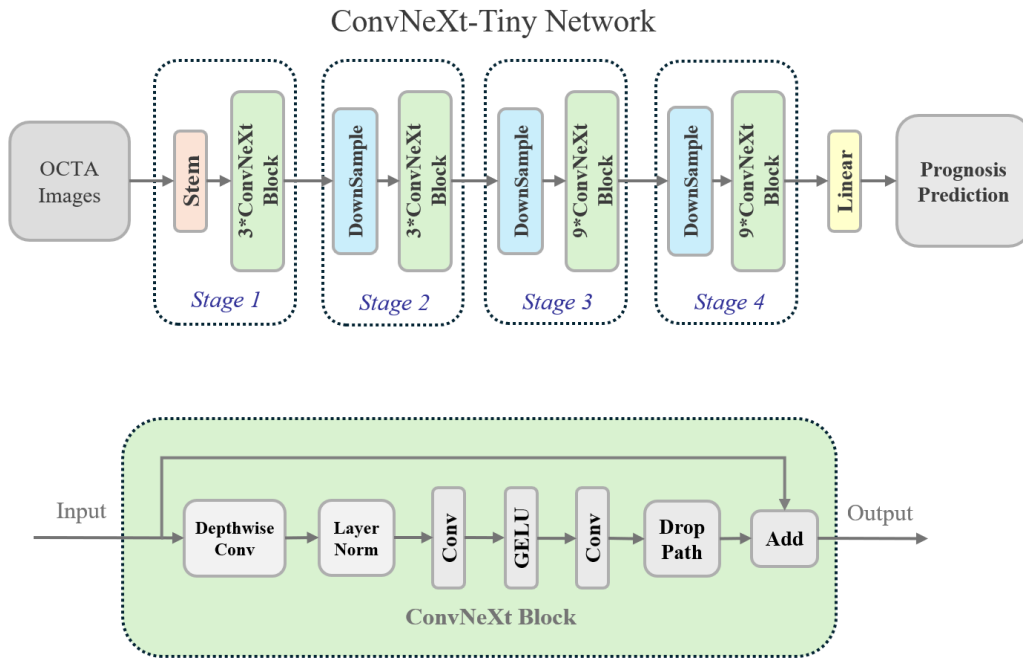 ConvNeXt-Tiny Network
OCTA
Images
Stem
3*ConvNeXt
Block
Stage 1
DownSample
3*ConvNeXt
Block
Stage 2
DownSample
9*ConvNeXt
Block
Stage 3
DownSample
9*ConvNeXt
Block
Stage 4
Linear
Prognosis
Prediction
Input
Depthwise
Conv
Layer
Norm
Conv
GELU
Conv
Drop
Path
Add
Output
ConvNeXt Block